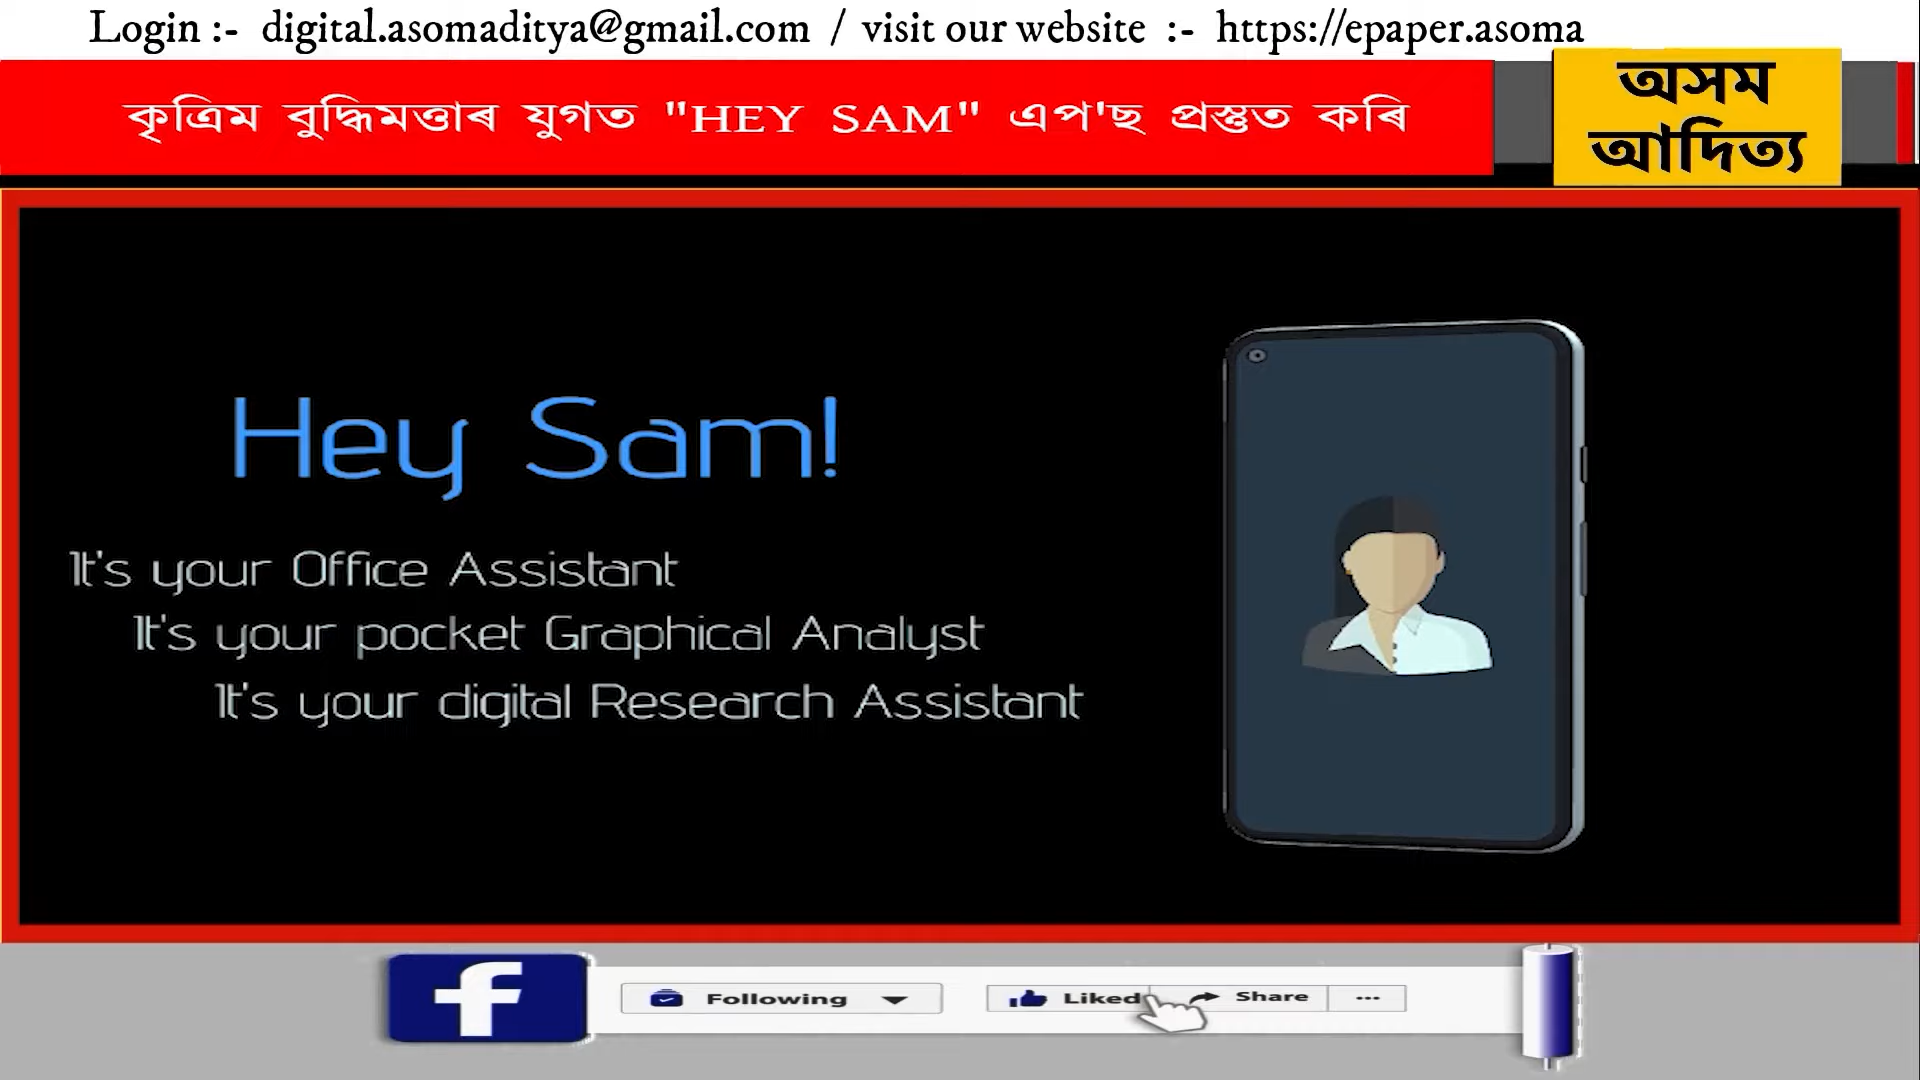 Login :- digital.asomaditya@gmail.com / visit our website :- https://epaper.asoma
কৃত্ৰিম বুদ্ধিমত্তাৰ যুগত "HEY SAM" এপ'ছ প্ৰস্তুত কৰি
অসম
আদিত্য
Hey Sam!
It's your Office Assistant
It's your pocket Graphical Analyst
It's your digital Research Assistant
Following
Liked
Share